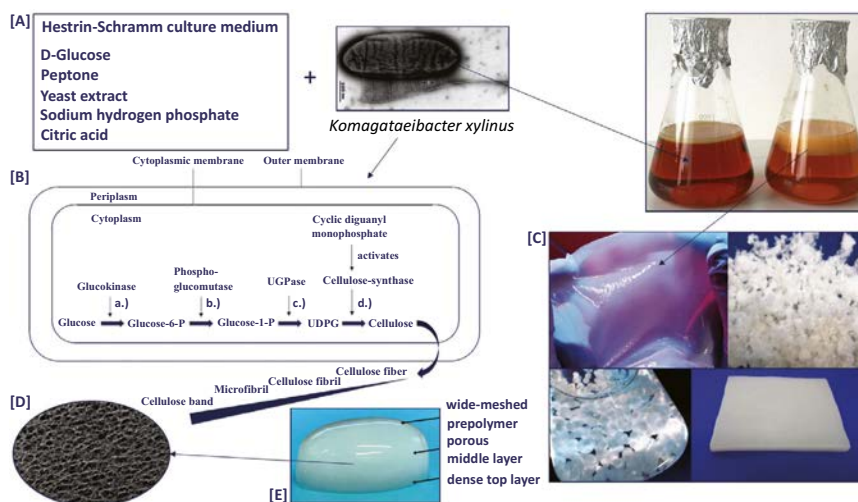 [A]
Hestrin-Schramm culture medium
D-Glucose
Peptone
Yeast extract
Sodium hydrogen phosphate
Citric acid
+
Komagataeibacter xylinus
[B]
Cytoplasmic membrane
Outer membrane
Periplasm
Cytoplasm
Cyclic diguanyl
monophosphate
activates
Glucokinase
a.)
Phospho-
glucomutase
b.)
UGPase
c.)
Cellulose-synthase
d.)
Glucose
Glucose-6-P
Glucose-1-P
UDPG
Cellulose
Cellulose fiber
Cellulose fibril
Microfibril
Cellulose band
[C]
[D]
[E]
wide-meshed
prepolymer
porous
middle layer
dense top layer